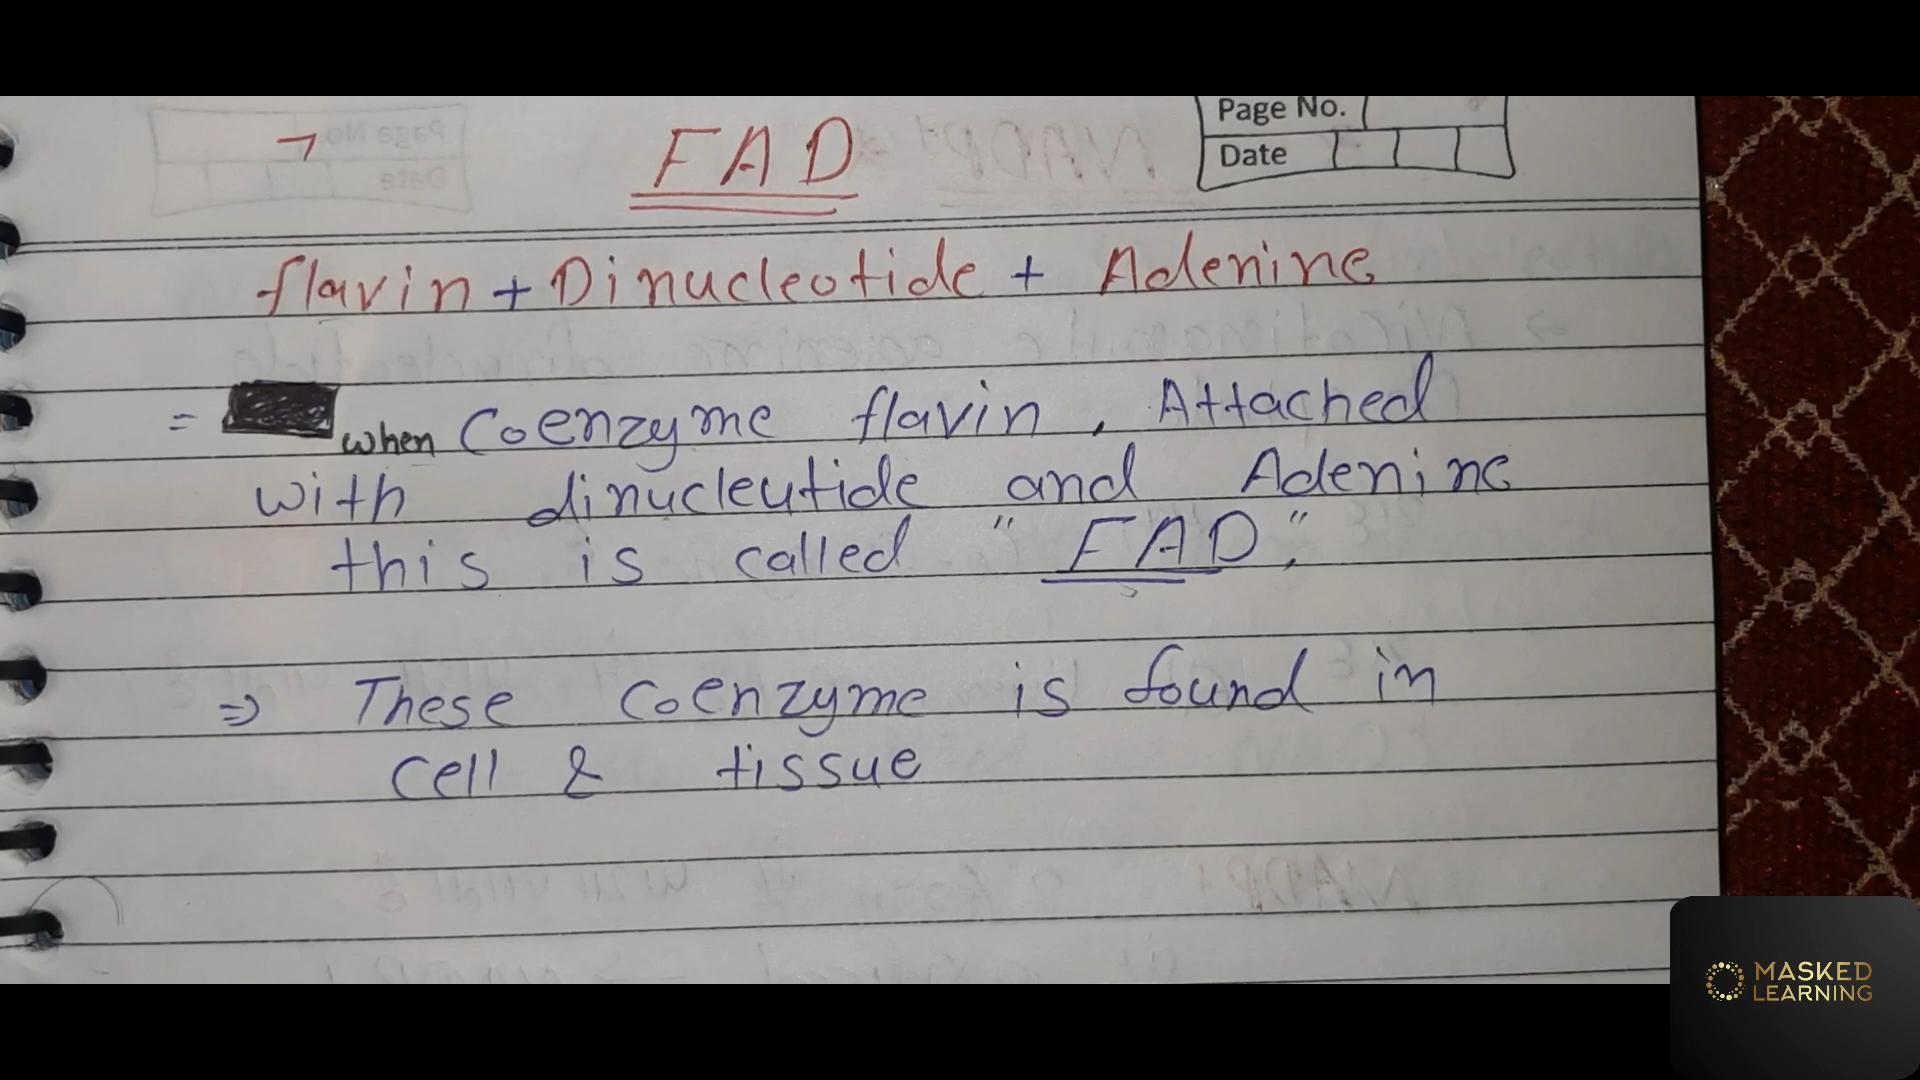 Page No.
Date
FAD
flavin + Dinucleotide + Adenine
= when Coenzyme flavin, Attached
with dinucleutide and Adenine
this is called "FAD".
⇒ These Coenzyme is found in
cell & tissue
MASKED
LEARNING